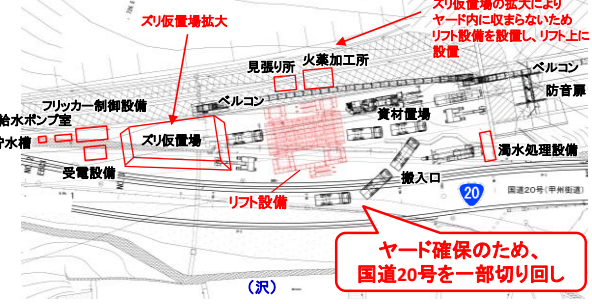 ズリ仮置場の拡大により
ズリ仮置場拡大
ヤード内に収まらないため
リフト設備を設置し、リフト上に
設置
見張り所
火薬加工所
ベルコン
防音扉
フリッカー制御設備
ベルコン
給水ポンプ室
資材置場
貯水槽
ズリ仮置場
濁水処理設備
受電設備
搬入口
リフト設備
20
国道20号(甲州街道)
ヤード確保のため、
国道20号を一部切り回し
(沢)